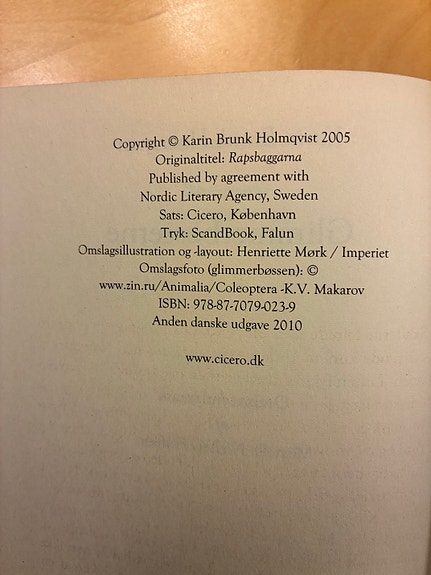 Copyright © Karin Brunk Holmqvist 2005
Originaltitel: Rapsbaggarna
Published by agreement with
Nordic Literary Agency, Sweden
Sats: Cicero, København
Tryk: ScandBook, Falun
Omslagsillustration og -layout: Henriette Mørk / Imperiet
Omslagsfoto (glimmerbøssen): ©
www.zin.ru/Animalia/Coleoptera -K.V. Makarov
ISBN: 978-87-7079-023-9
Anden danske udgave 2010
www.cicero.dk